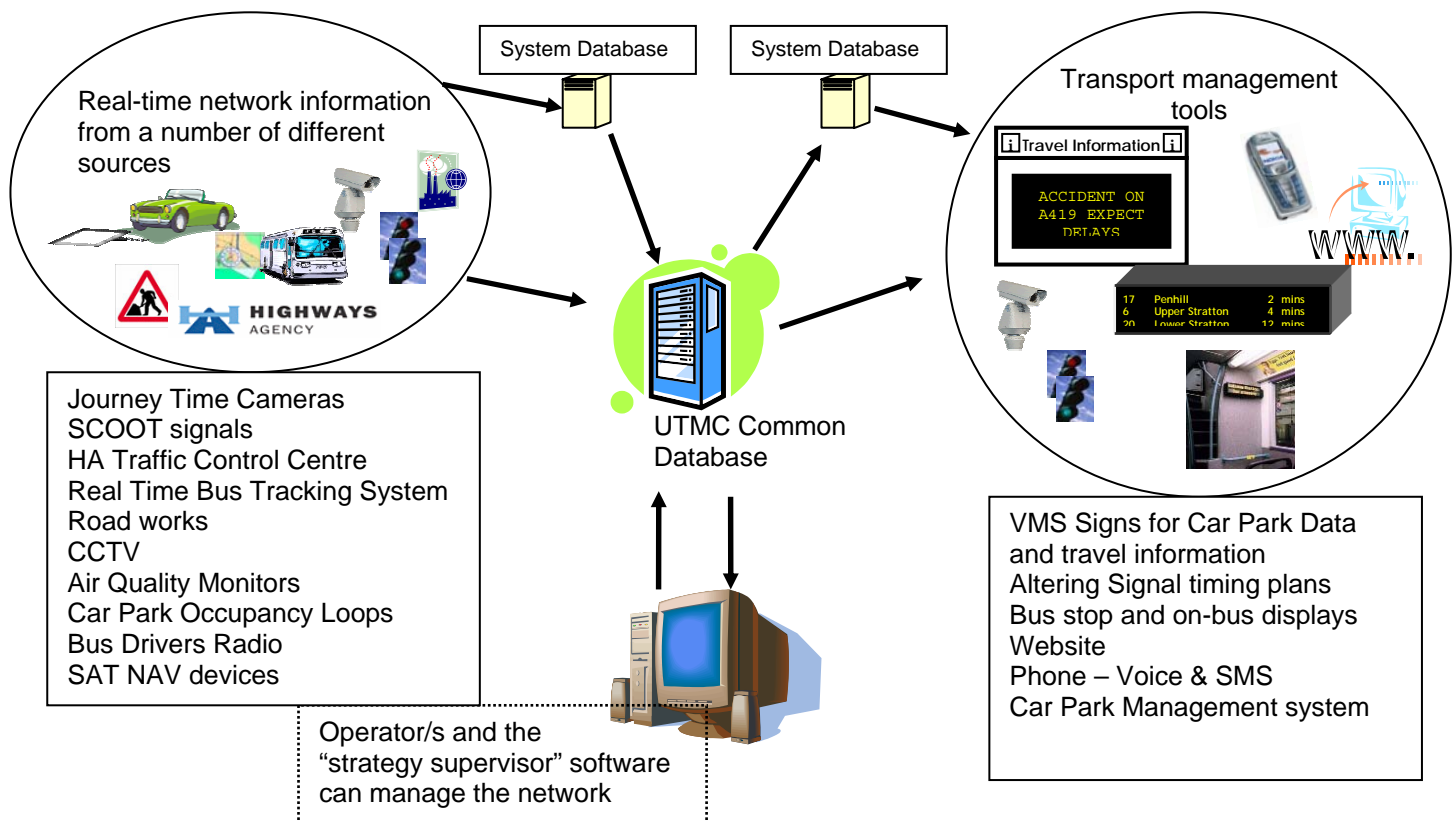 System Database
System Database
Real-time network information
from a number of different
sources
HIGHWAYS
AGENCY
Transport management
tools
i Travel Information i
ACCIDENT ON
A419 EXPECT
DELAYS
WWW.
17 Penhill 2 mins
6 Upper Stratton 4 mins
20 Lower Stratton 12 mins
UTMC Common
Database
Journey Time Cameras
SCOOT signals
HA Traffic Control Centre
Real Time Bus Tracking System
Road works
CCTV
Air Quality Monitors
Car Park Occupancy Loops
Bus Drivers Radio
SAT NAV devices
VMS Signs for Car Park Data
and travel information
Altering Signal timing plans
Bus stop and on-bus displays
Website
Phone – Voice & SMS
Car Park Management system
Operator/s and the
“strategy supervisor” software
can manage the network